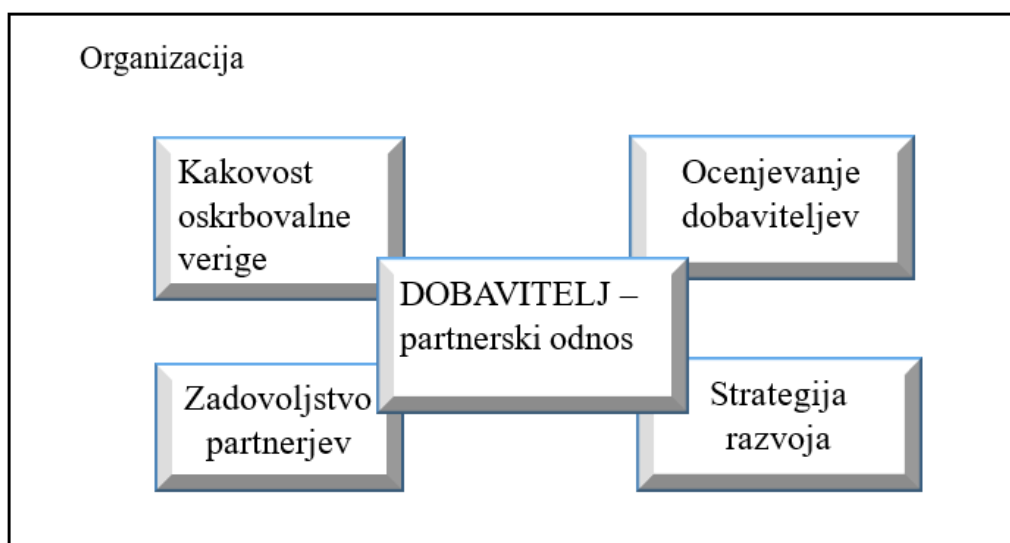 Organizacija
Kakovost
oskrbovalne
verige
Ocenjevanje
dobaviteljev
DOBAVITELJ –
partnerski odnos
Zadovoljstvo
partnerjev
Strategija
razvoja